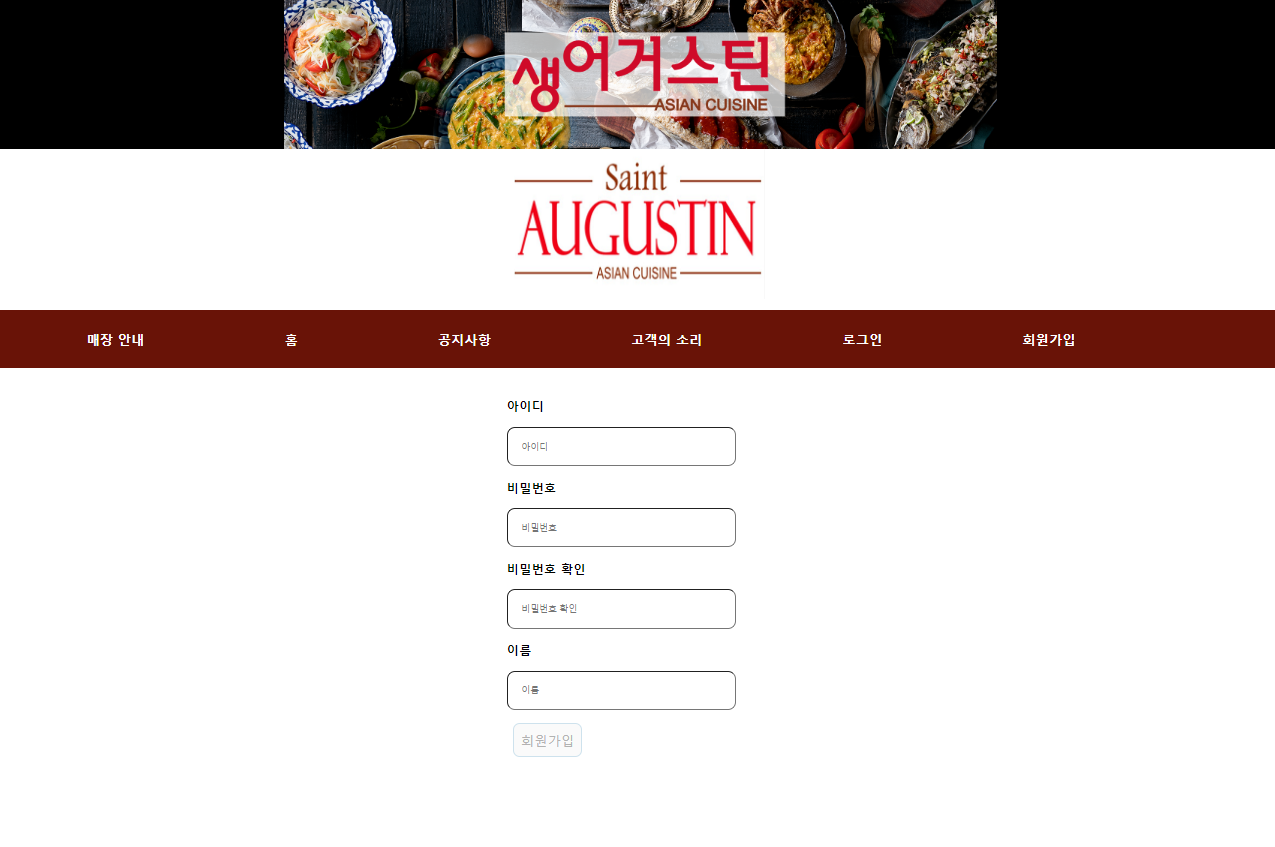 생어거스틴
ASIAN CUISINE
Saint
AUGUSTIN
ASIAN CUISINE
매장 안내 홈 공지사항 고객의 소리 로그인 회원가입
아이디
아이디
비밀번호
비밀번호
비밀번호 확인
비밀번호 확인
이름
이름
회원가입